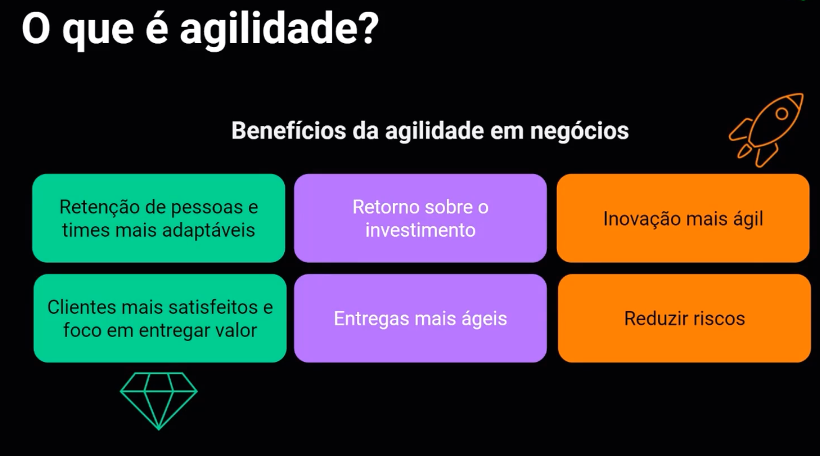 O que é agilidade?
Benefícios da agilidade em negócios
Retenção de pessoas e
times mais adaptáveis
Retorno sobre o
investimento
Inovação mais ágil
Clientes mais satisfeitos e
foco em entregar valor
Entregas mais ágeis
Reduzir riscos